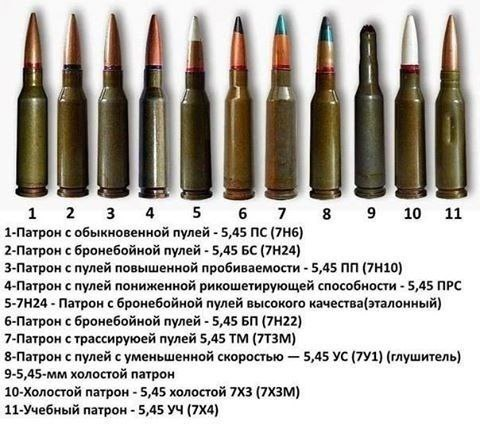 1 2 3 4 5 6 7 8 9 10 11
1-Патрон с обыкновенной пулей - 5,45 ПС (7Н6)
2-Патрон с бронебойной пулей - 5,45 БС (7Н24)
3-Патрон с пулей повышенной пробиваемости - 5,45 ПП (7Н10)
4-Патрон с пулей пониженной рикошетирующей способности - 5,45 ПРС
5-7Н24 - Патрон с бронебойной пулей высокого качества(эталонный)
6-Патрон с бронебойной пулей - 5,45 БП (7Н22)
7-Патрон с трассируюей пулей 5,45 ТМ (7Т3М)
8-Патрон с пулей с уменьшенной скоростью — 5,45 УС (7У1) (глушитель)
9-5,45-мм холостой патрон
10-Холостой патрон - 5,45 холостой 7Х3 (7Х3М)
11-Учебный патрон - 5,45 УЧ (7Х4)